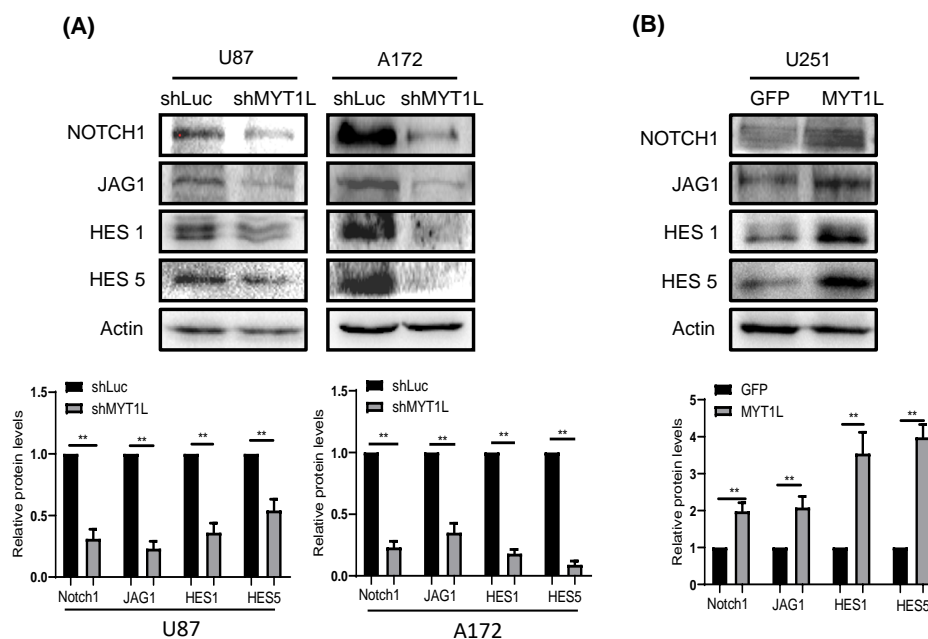 (A)
U87
A172
shLuc shMYT1L
shLuc shMYT1L
NOTCH1
JAG1
HES 1
HES 5
Actin
(B)
U251
GFP MYT1L
NOTCH1
JAG1
HES 1
HES 5
Actin
Relative protein levels
1.5
1.0
0.5
0.0
shLuc
shMYT1L
** ** ** **
Notch1 JAG1 HES1 HES5
U87
Relative protein levels
1.5
1.0
0.5
0.0
shLuc
shMYT1L
** ** ** **
Notch1 JAG1 HES1 HES5
A172
Relative protein levels
5
4
3
2
1
0
GFP
MYT1L
** ** ** **
Notch1 JAG1 HES1 HES5